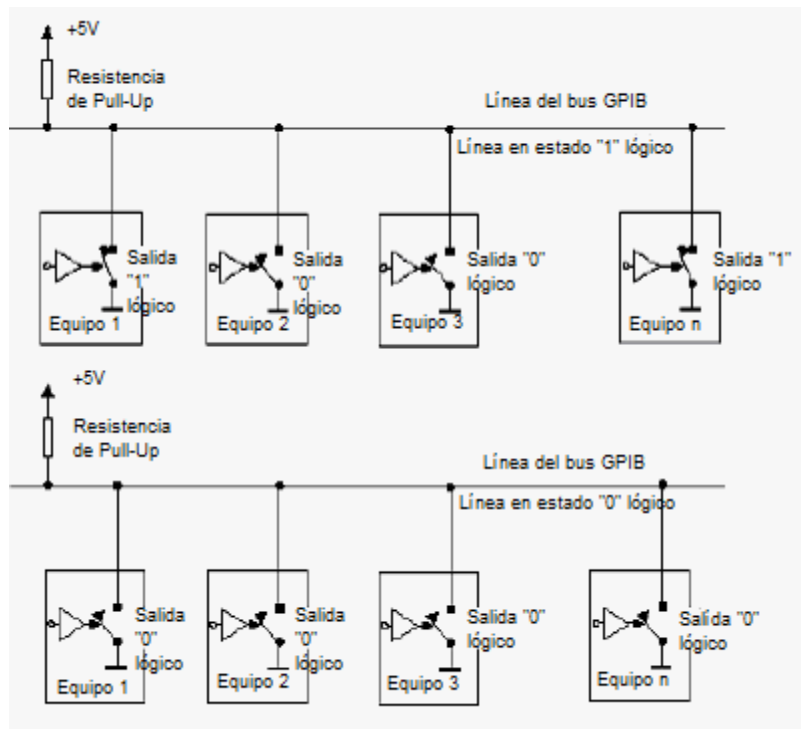 +5V
Resistencia
de Pull-Up
Línea del bus GPIB
Línea en estado "1" lógico
Salida
"1"
lógico
Equipo 1
Salida
"0"
lógico
Equipo 2
Salida "0"
lógico
Equipo 3
Salida "1"
lógico
Equipo n
+5V
Resistencia
de Pull-Up
Línea del bus GPIB
Línea en estado "0" lógico
Salida
"0"
lógico
Equipo 1
Salida
"0"
lógico
Equipo 2
Salida "0"
lógico
Equipo 3
Salida "0"
lógico
Equipo n